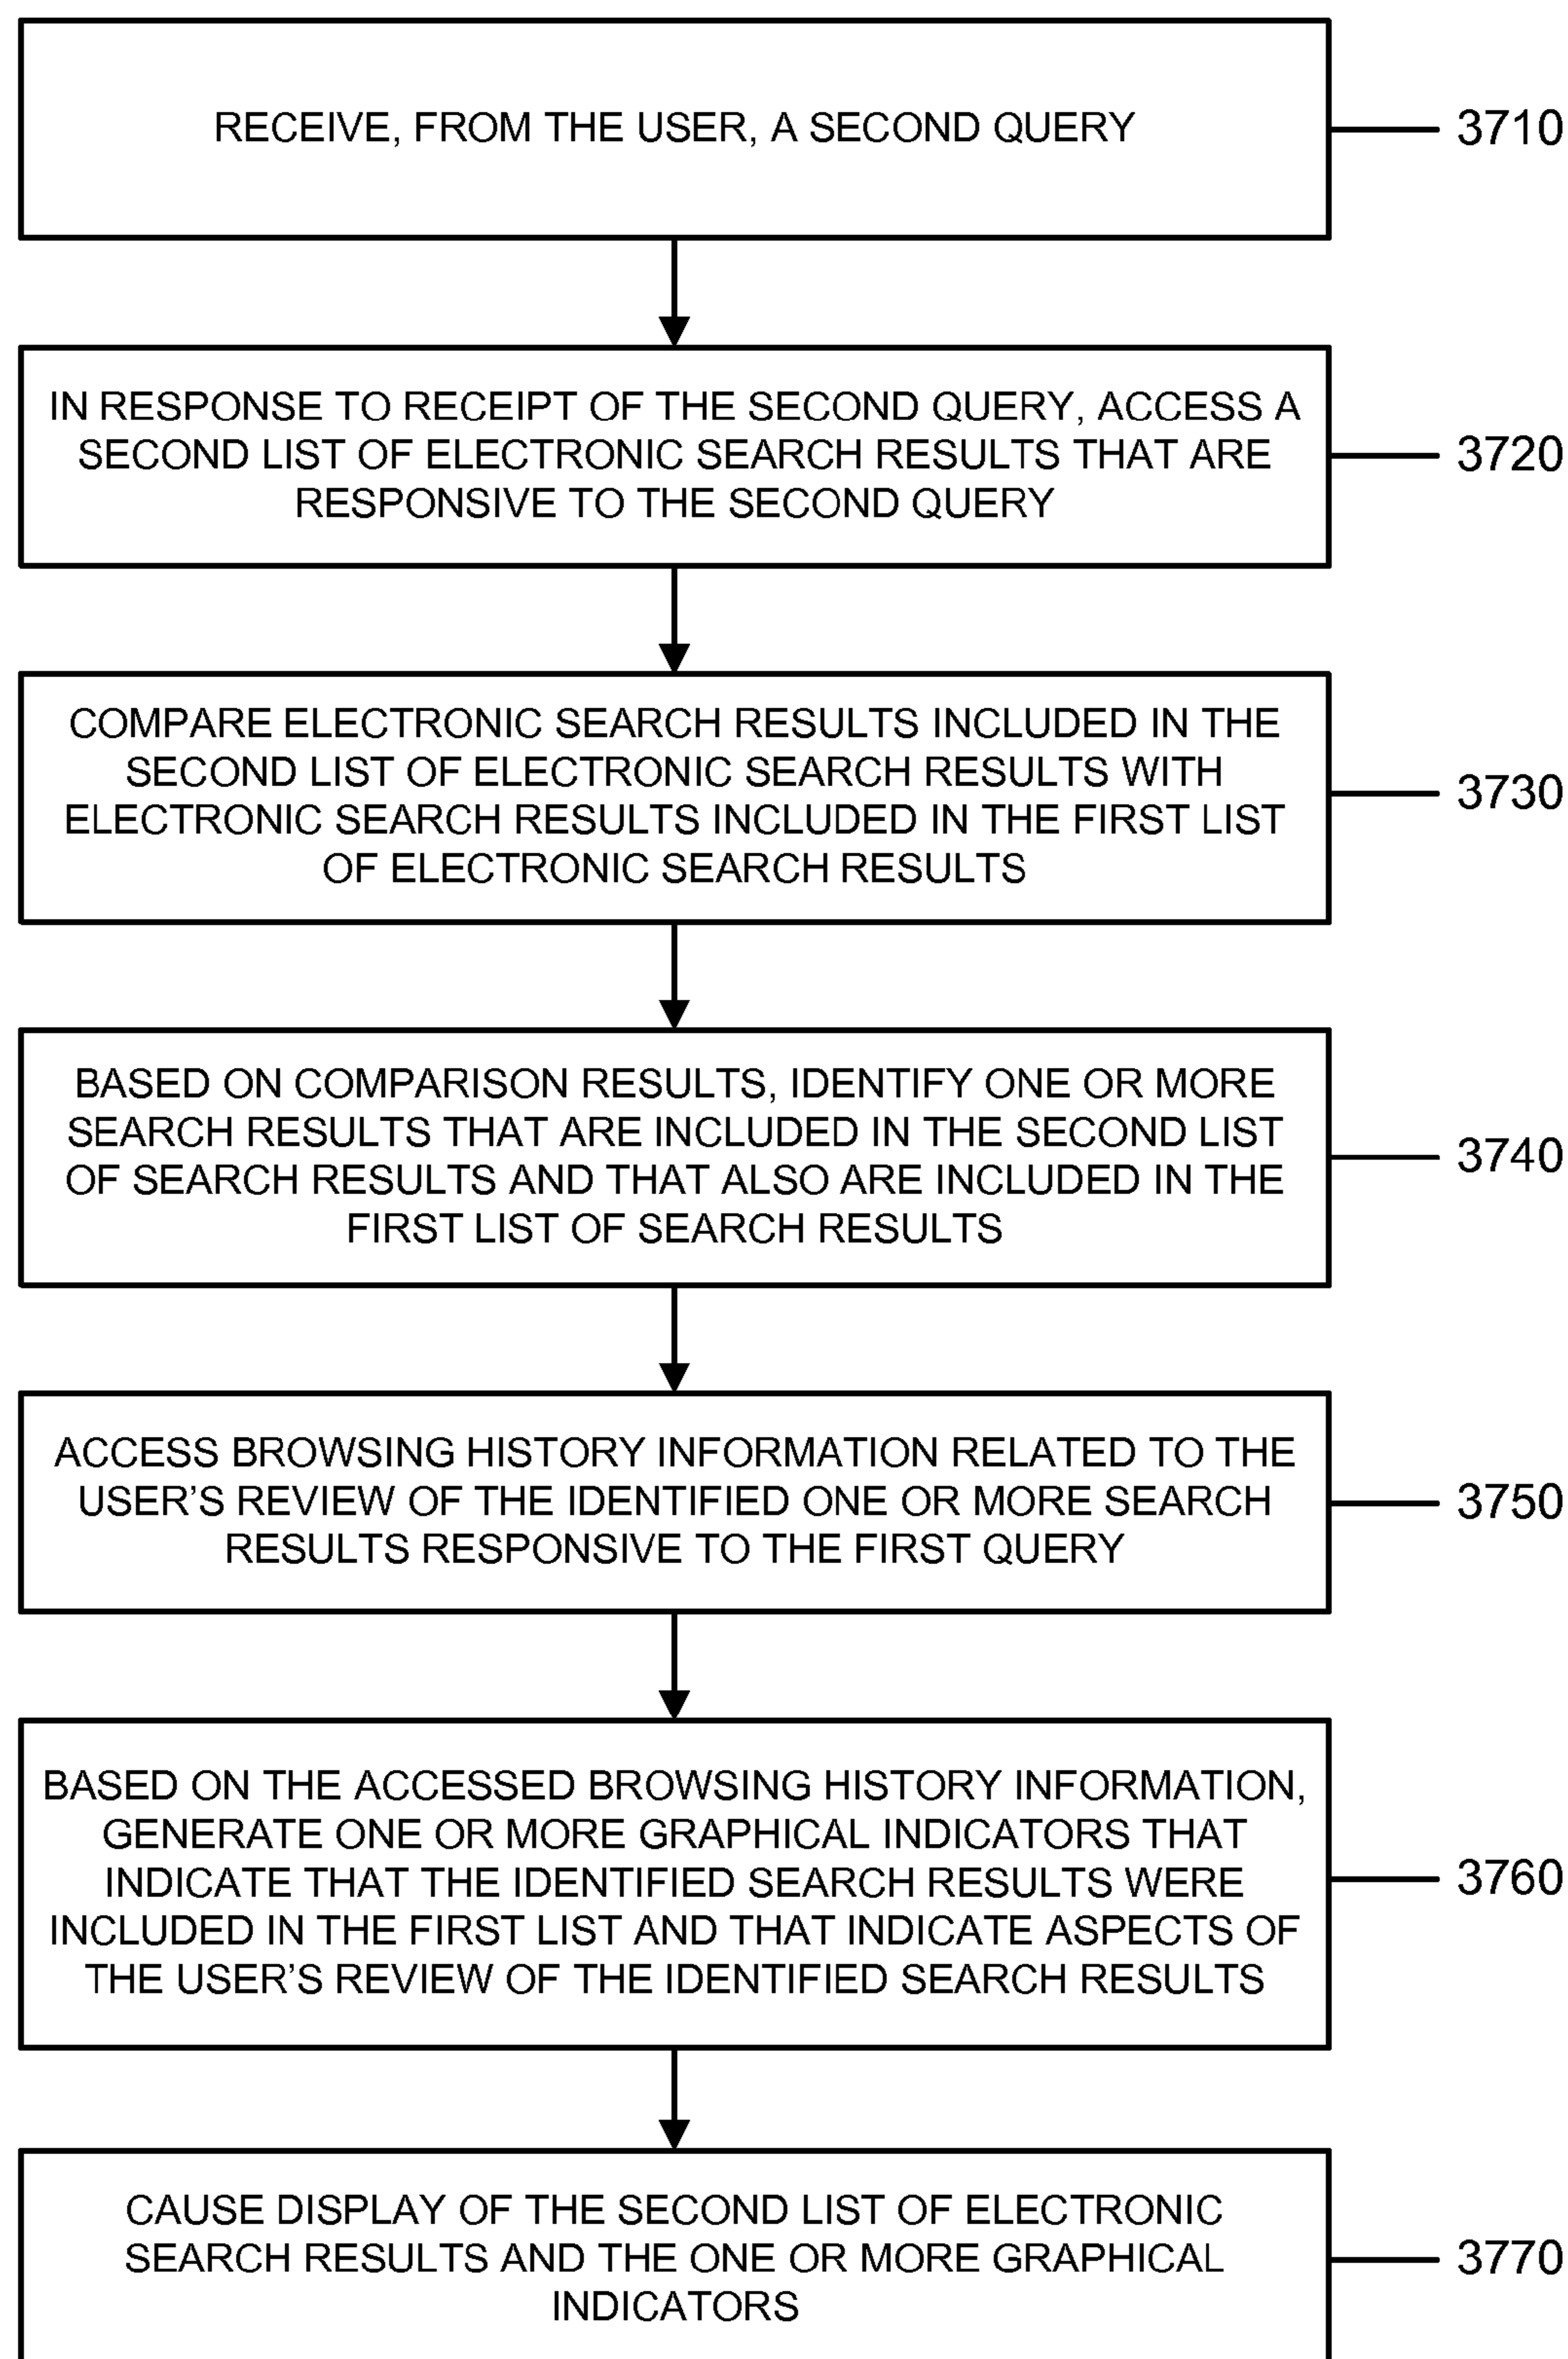 RECEIVE, FROM THE USER, A SECOND QUERY
3710
IN RESPONSE TO RECEIPT OF THE SECOND QUERY, ACCESS A
SECOND LIST OF ELECTRONIC SEARCH RESULTS THAT ARE
RESPONSIVE TO THE SECOND QUERY
3720
COMPARE ELECTRONIC SEARCH RESULTS INCLUDED IN THE
SECOND LIST OF ELECTRONIC SEARCH RESULTS WITH
ELECTRONIC SEARCH RESULTS INCLUDED IN THE FIRST LIST
OF ELECTRONIC SEARCH RESULTS
3730
BASED ON COMPARISON RESULTS, IDENTIFY ONE OR MORE
SEARCH RESULTS THAT ARE INCLUDED IN THE SECOND LIST
OF SEARCH RESULTS AND THAT ALSO ARE INCLUDED IN THE
FIRST LIST OF SEARCH RESULTS
3740
ACCESS BROWSING HISTORY INFORMATION RELATED TO THE
USER’S REVIEW OF THE IDENTIFIED ONE OR MORE SEARCH
RESULTS RESPONSIVE TO THE FIRST QUERY
3750
BASED ON THE ACCESSED BROWSING HISTORY INFORMATION,
GENERATE ONE OR MORE GRAPHICAL INDICATORS THAT
INDICATE THAT THE IDENTIFIED SEARCH RESULTS WERE
INCLUDED IN THE FIRST LIST AND THAT INDICATE ASPECTS OF
THE USER’S REVIEW OF THE IDENTIFIED SEARCH RESULTS
3760
CAUSE DISPLAY OF THE SECOND LIST OF ELECTRONIC
SEARCH RESULTS AND THE ONE OR MORE GRAPHICAL
INDICATORS
3770